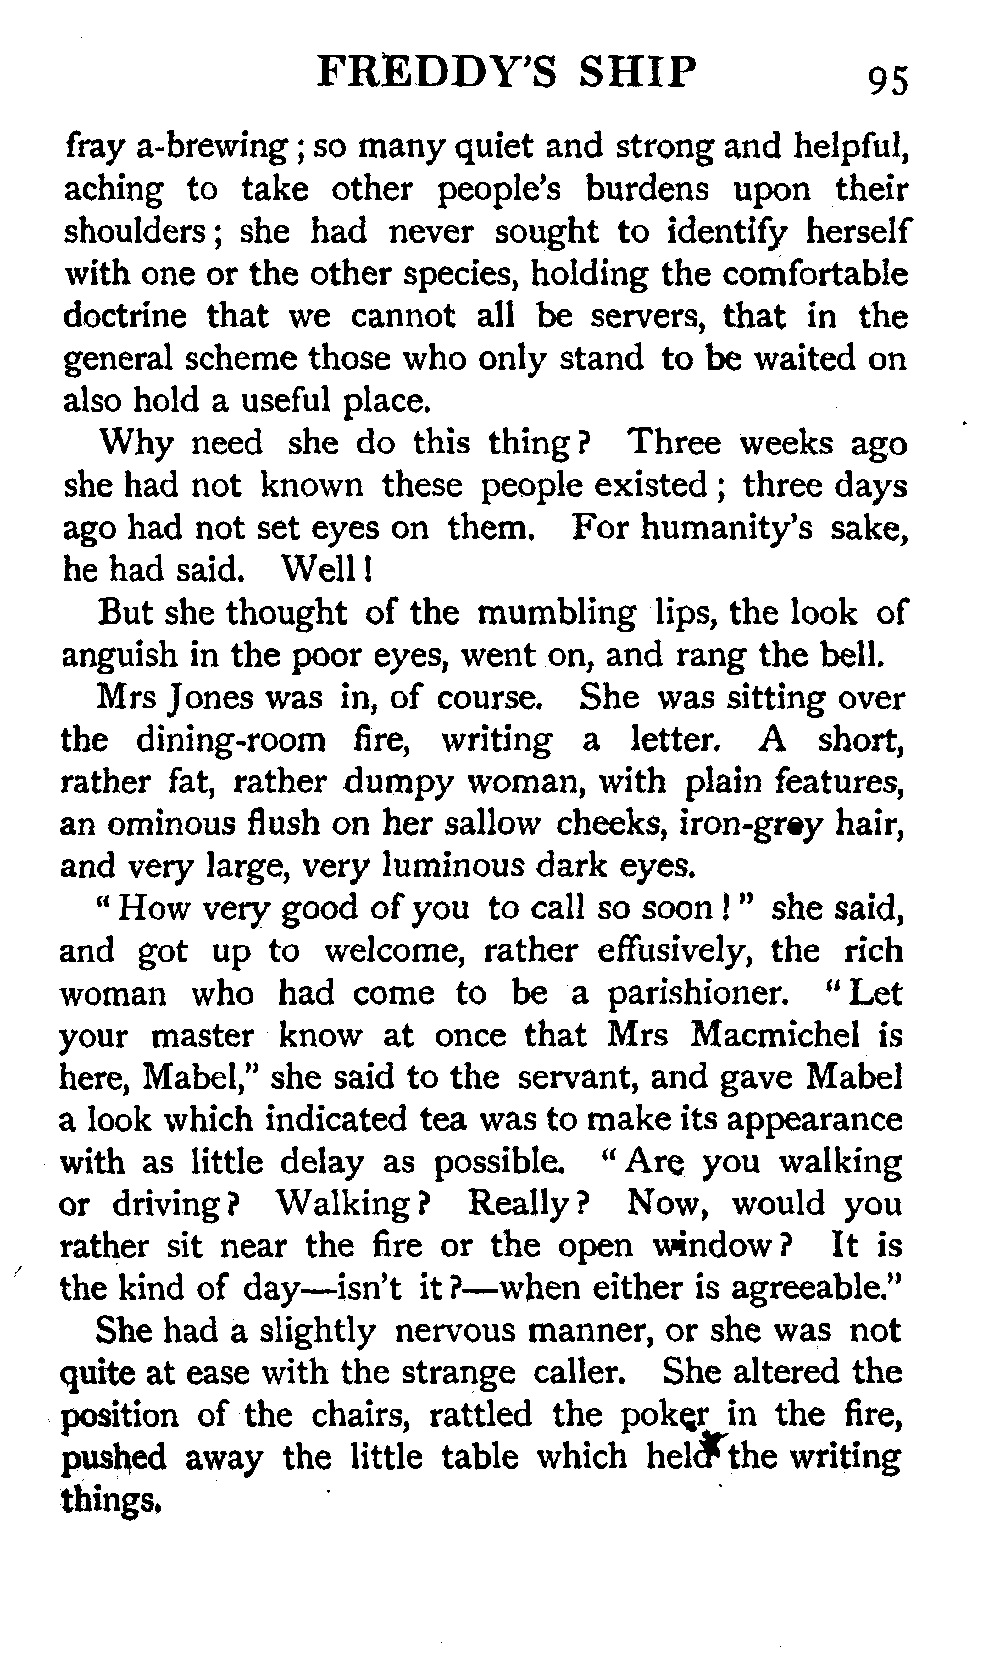 FREDDY'S SHIP 95
fray a-brewing; so many quiet and strong and helpful,
aching to take other people's burdens upon their
shoulders; she had never sought to identify herself
with one or the other species, holding the comfortable
doctrine that we cannot all be servers, that in the
general scheme those who only stand to be waited on
also hold a useful place.
Why need she do this thing? Three weeks ago
she had not known these people existed; three days
ago had not set eyes on them. For humanity's sake,
he had said. Well!
But she thought of the mumbling lips, the look of
anguish in the poor eyes, went on, and rang the bell.
Mrs Jones was in, of course. She was sitting over
the dining-room fire, writing a letter. A short,
rather fat, rather dumpy woman, with plain features,
an ominous flush on her sallow cheeks, iron-grey hair,
and very large, very luminous dark eyes.
"How very good of you to call so soon!" she said,
and got up to welcome, rather effusively, the rich
woman who had come to be a parishioner. "Let
your master know at once that Mrs Macmichel is
here, Mabel," she said to the servant, and gave Mabel
a look which indicated tea was to make its appearance
with as little delay as possible. "Are you walking
or driving? Walking? Really? Now, would you
rather sit near the fire or the open window? It is
the kind of day—isn't it?—when either is agreeable."
She had a slightly nervous manner, or she was not
quite at ease with the strange caller. She altered the
position of the chairs, rattled the poker in the fire,
pushed away the little table which held the writing
things.